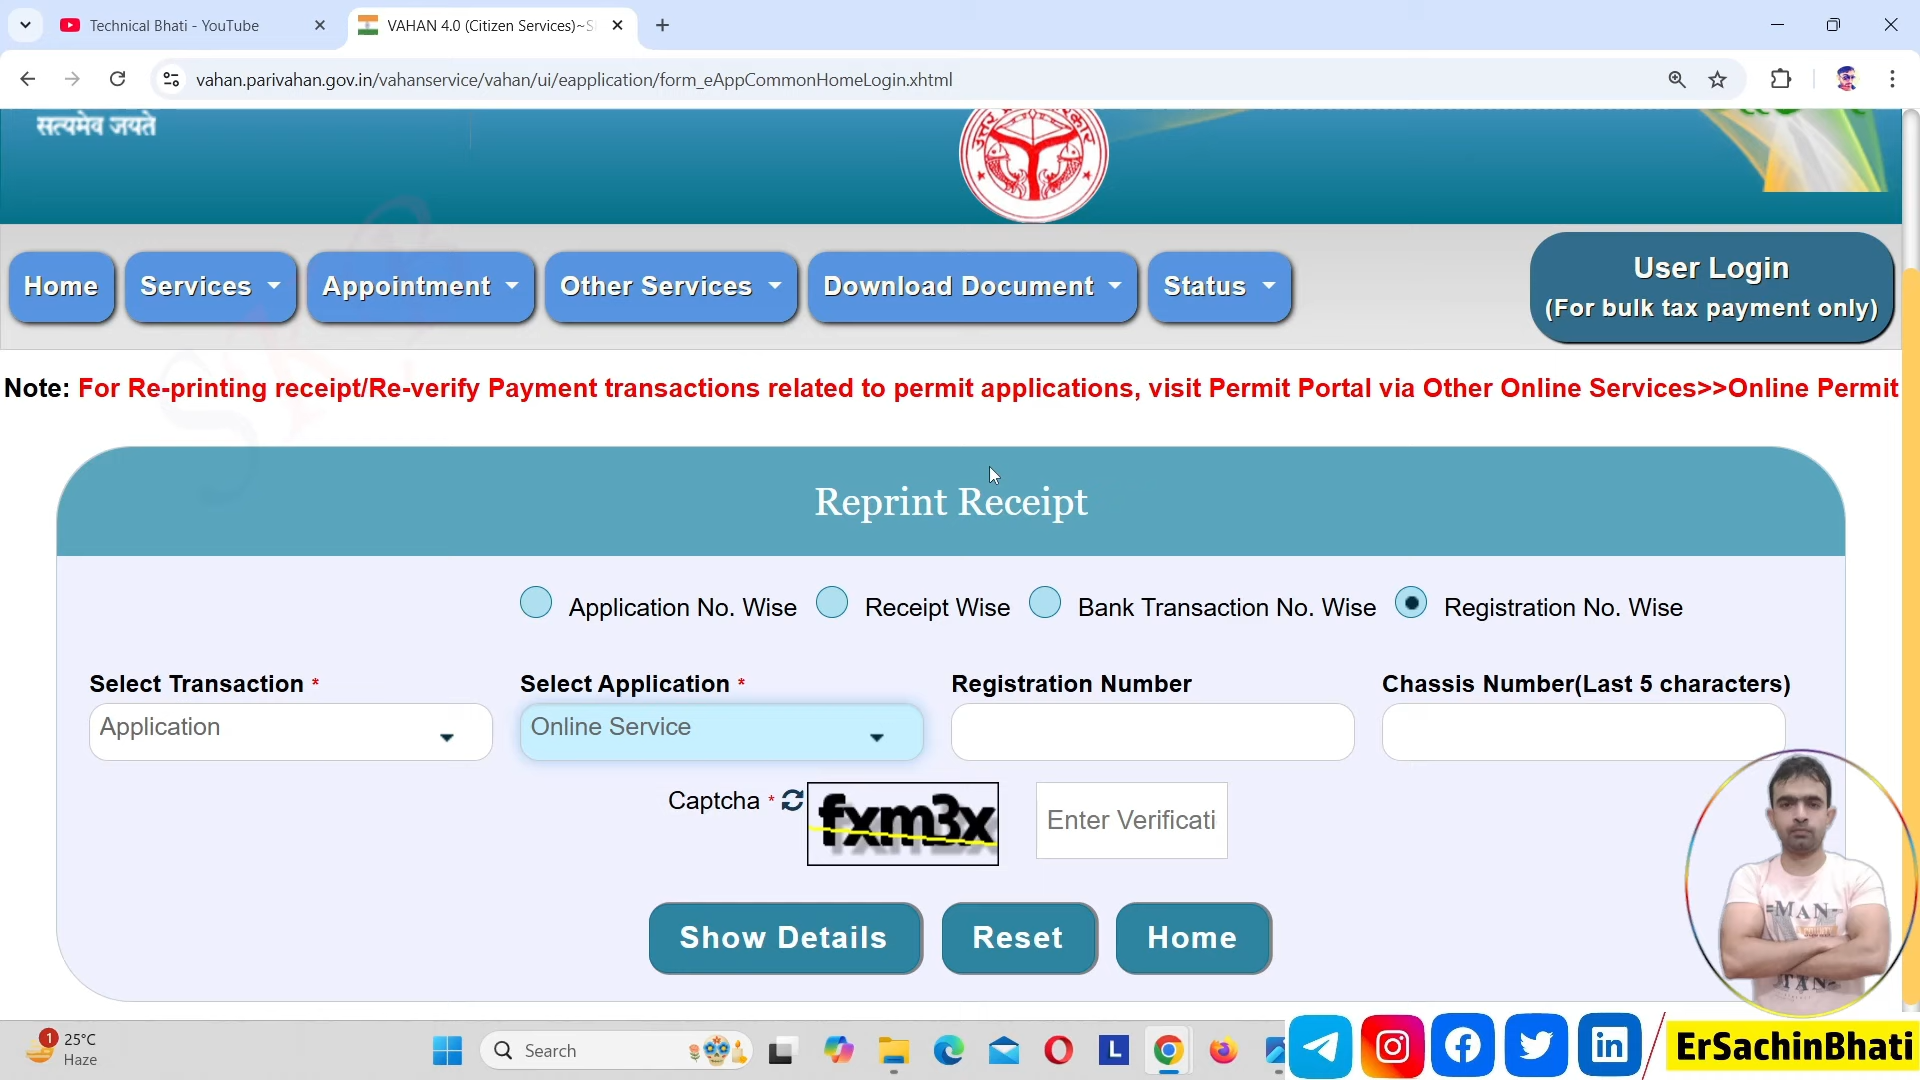 Technical Bhati - YouTube
VAHAN 4.0 (Citizen Services)~S
vahan.parivahan.gov.in/vahanservice/vahan/ui/eapplication/form_eAppCommonHomeLogin.xhtml
सत्यमेव जयते
Home
Services
Appointment
Other Services
Download Document
Status
User Login
(For bulk tax payment only)
Note: For Re-printing receipt/Re-verify Payment transactions related to permit applications, visit Permit Portal via Other Online Services>>Online Permit
Reprint Receipt
Application No. Wise
Receipt Wise
Bank Transaction No. Wise
Registration No. Wise
Select Transaction *
Select Application *
Registration Number
Chassis Number(Last 5 characters)
Application
Online Service
Captcha *
fxm3x
Enter Verificati
Show Details
Reset
Home
MAN
TAN
1
25°C
Haze
Search
L
in
ErSachinBhati